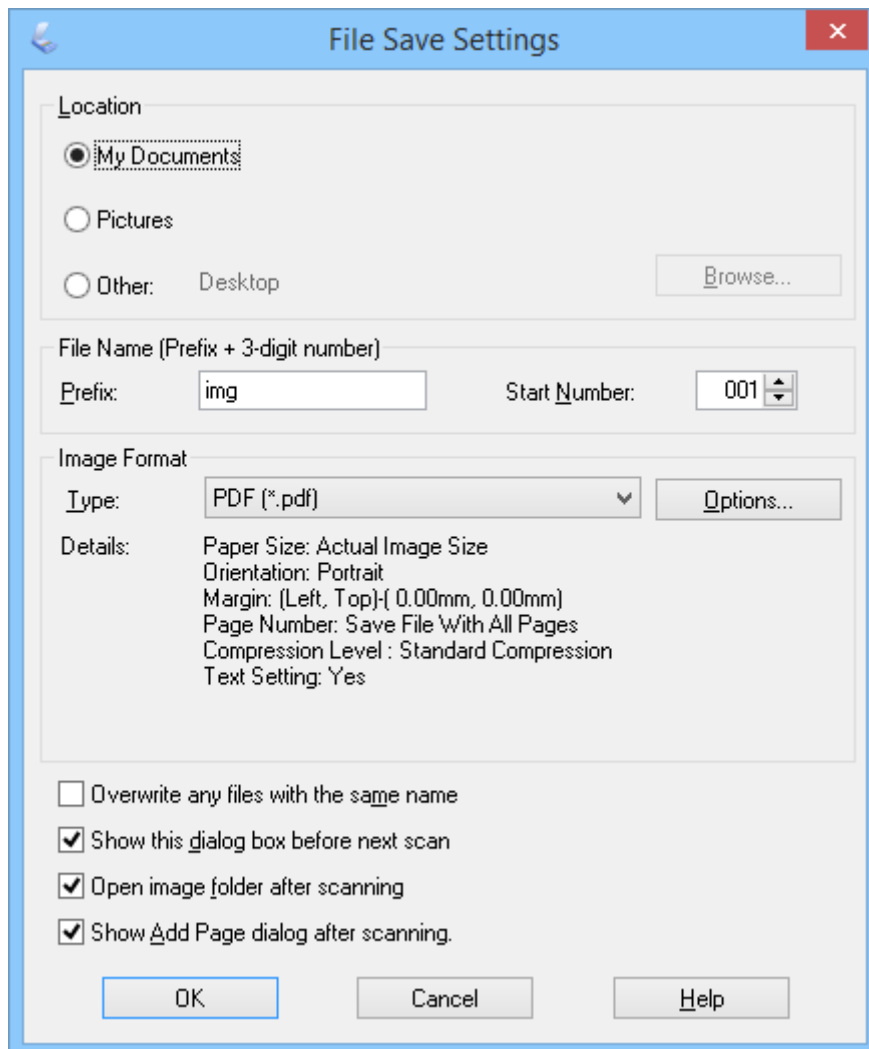 File Save Settings
Location
My Documents
Pictures
Other: Desktop Browse...
File Name (Prefix + 3-digit number)
Prefix: img Start Number: 001
Image Format
Type: PDF (*.pdf) Options...
Details: Paper Size: Actual Image Size
Orientation: Portrait
Margin: (Left, Top)-( 0.00mm, 0.00mm)
Page Number: Save File With All Pages
Compression Level : Standard Compression
Text Setting: Yes
Overwrite any files with the same name
Show this dialog box before next scan
Open image folder after scanning
Show Add Page dialog after scanning.
OK Cancel Help